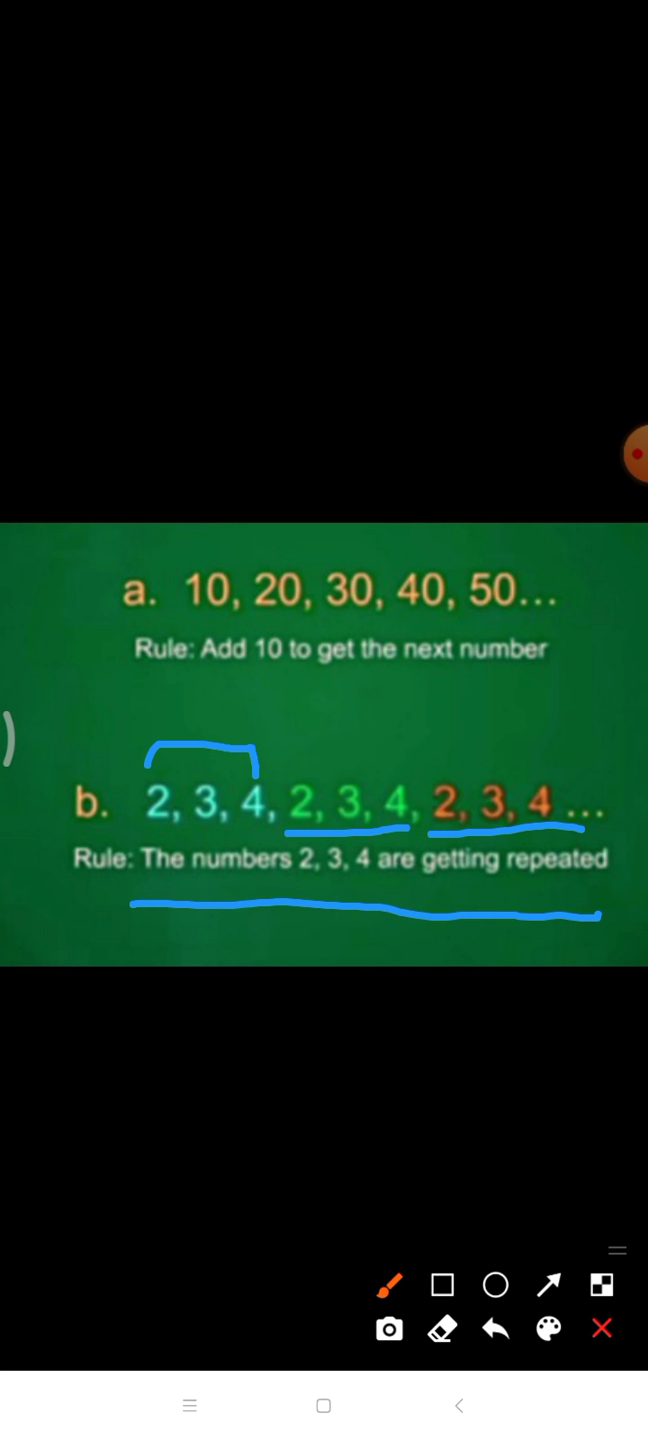 a. 10, 20, 30, 40, 50...
Rule: Add 10 to get the next number
b. 2, 3, 4, 2, 3, 4, 2, 3, 4 ...
Rule: The numbers 2, 3, 4 are getting repeated